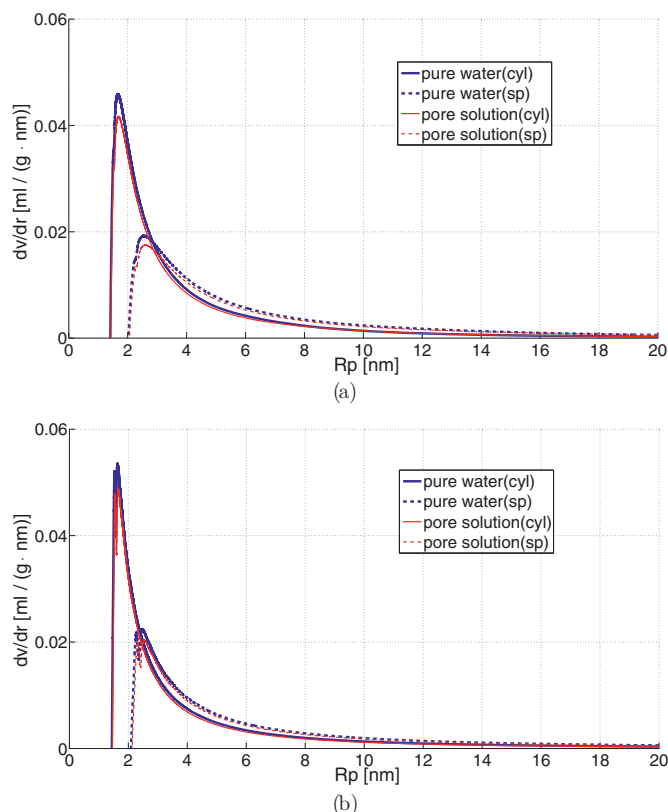 0.06
0.04
0.02
0
dv/dr [ml / (g · nm)]
pure water(cyl)
pure water(sp)
pore solution(cyl)
pore solution(sp)
0 2 4 6 8 10 12 14 16 18 20
Rp [nm]
(a)
0.06
0.04
0.02
0
dv/dr [ml / (g · nm)]
pure water(cyl)
pure water(sp)
pore solution(cyl)
pore solution(sp)
0 2 4 6 8 10 12 14 16 18 20
Rp [nm]
(b)